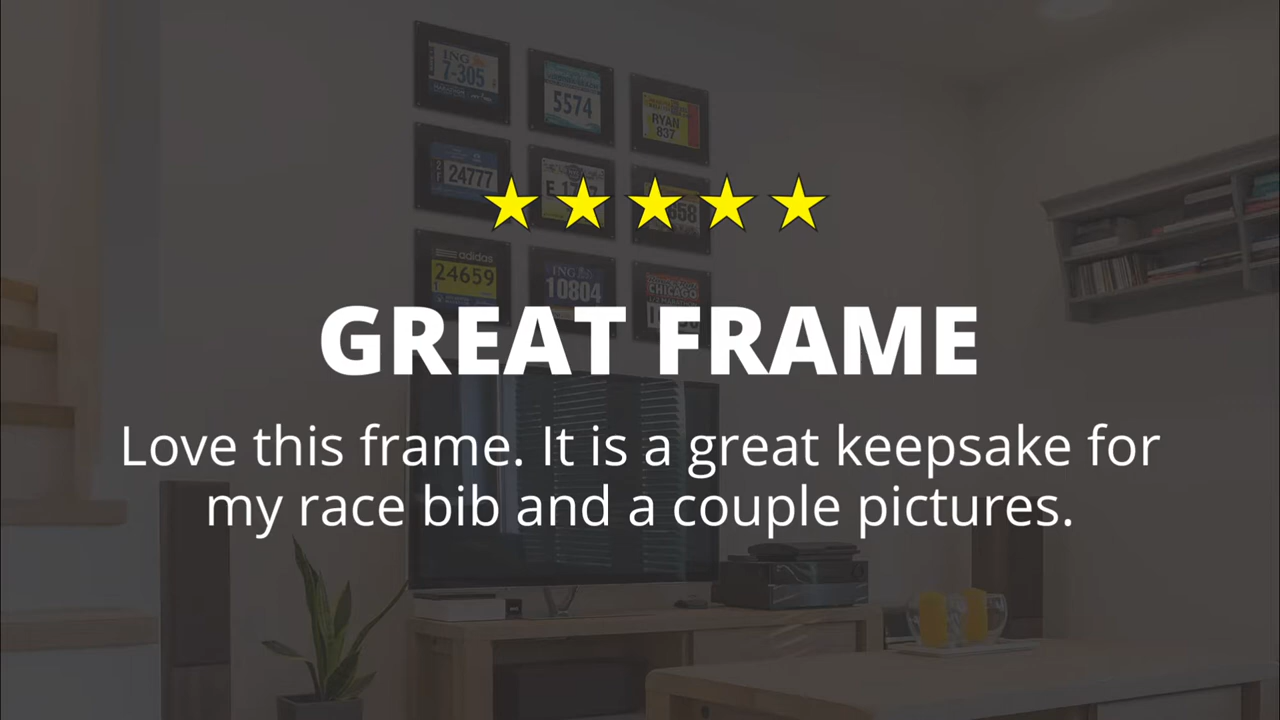 ING
7-305
5574
RYAN
837
24777
adidas
24659
ING
10804
CHICAGO
GREAT FRAME
Love this frame. It is a great keepsake for
my race bib and a couple pictures.